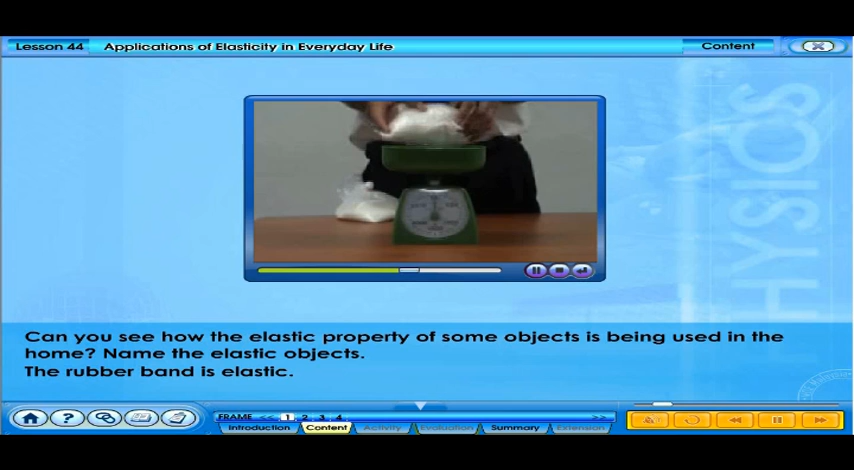 Lesson 44
Applications of Elasticity in Everyday Life
Content
PHYSICS
Can you see how the elastic property of some objects is being used in the
home? Name the elastic objects.
The rubber band is elastic.
FRAME << 1 2 3 4 >>
Introduction Content Activity Evaluation Summary Extension